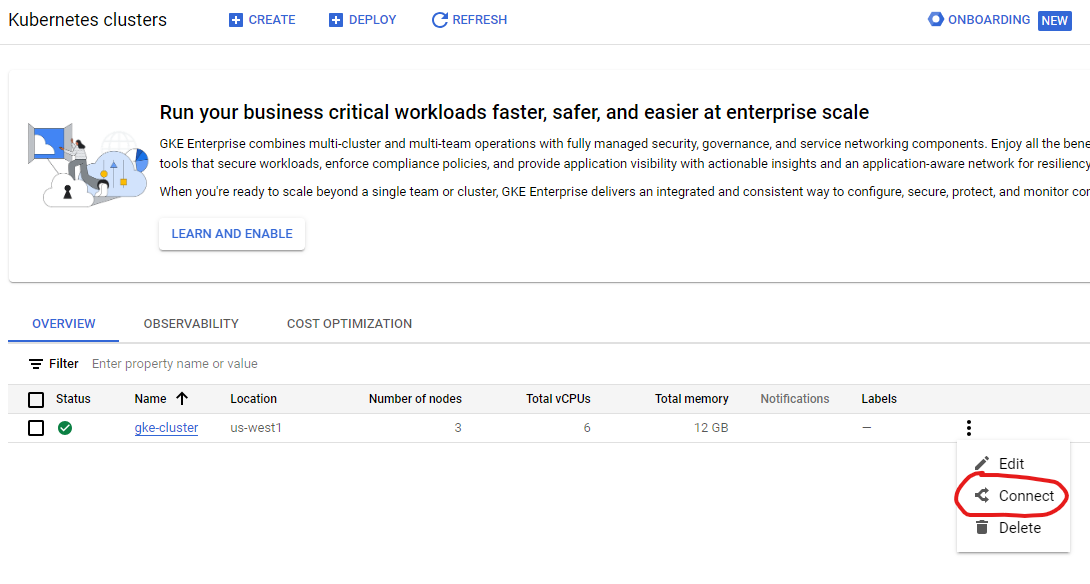 Kubernetes clusters CREATE DEPLOY REFRESH ONBOARDING NEW
Run your business critical workloads faster, safer, and easier at enterprise scale
GKE Enterprise combines multi-cluster and multi-team operations with fully managed security, governance, and service networking components. Enjoy all the
tools that secure workloads, enforce compliance policies, and provide application visibility with actionable insights and an application-aware network for resiliency
When you're ready to scale beyond a single team or cluster, GKE Enterprise delivers an integrated and consistent way to configure, secure, protect, and monitor
LEARN AND ENABLE
OVERVIEW OBSERVABILITY COST OPTIMIZATION
Filter Enter property name or value
Status Name Location Number of nodes Total vCPUs Total memory Notifications Labels
gke-cluster us-west1 3 6 12 GB –
Edit
Connect
Delete